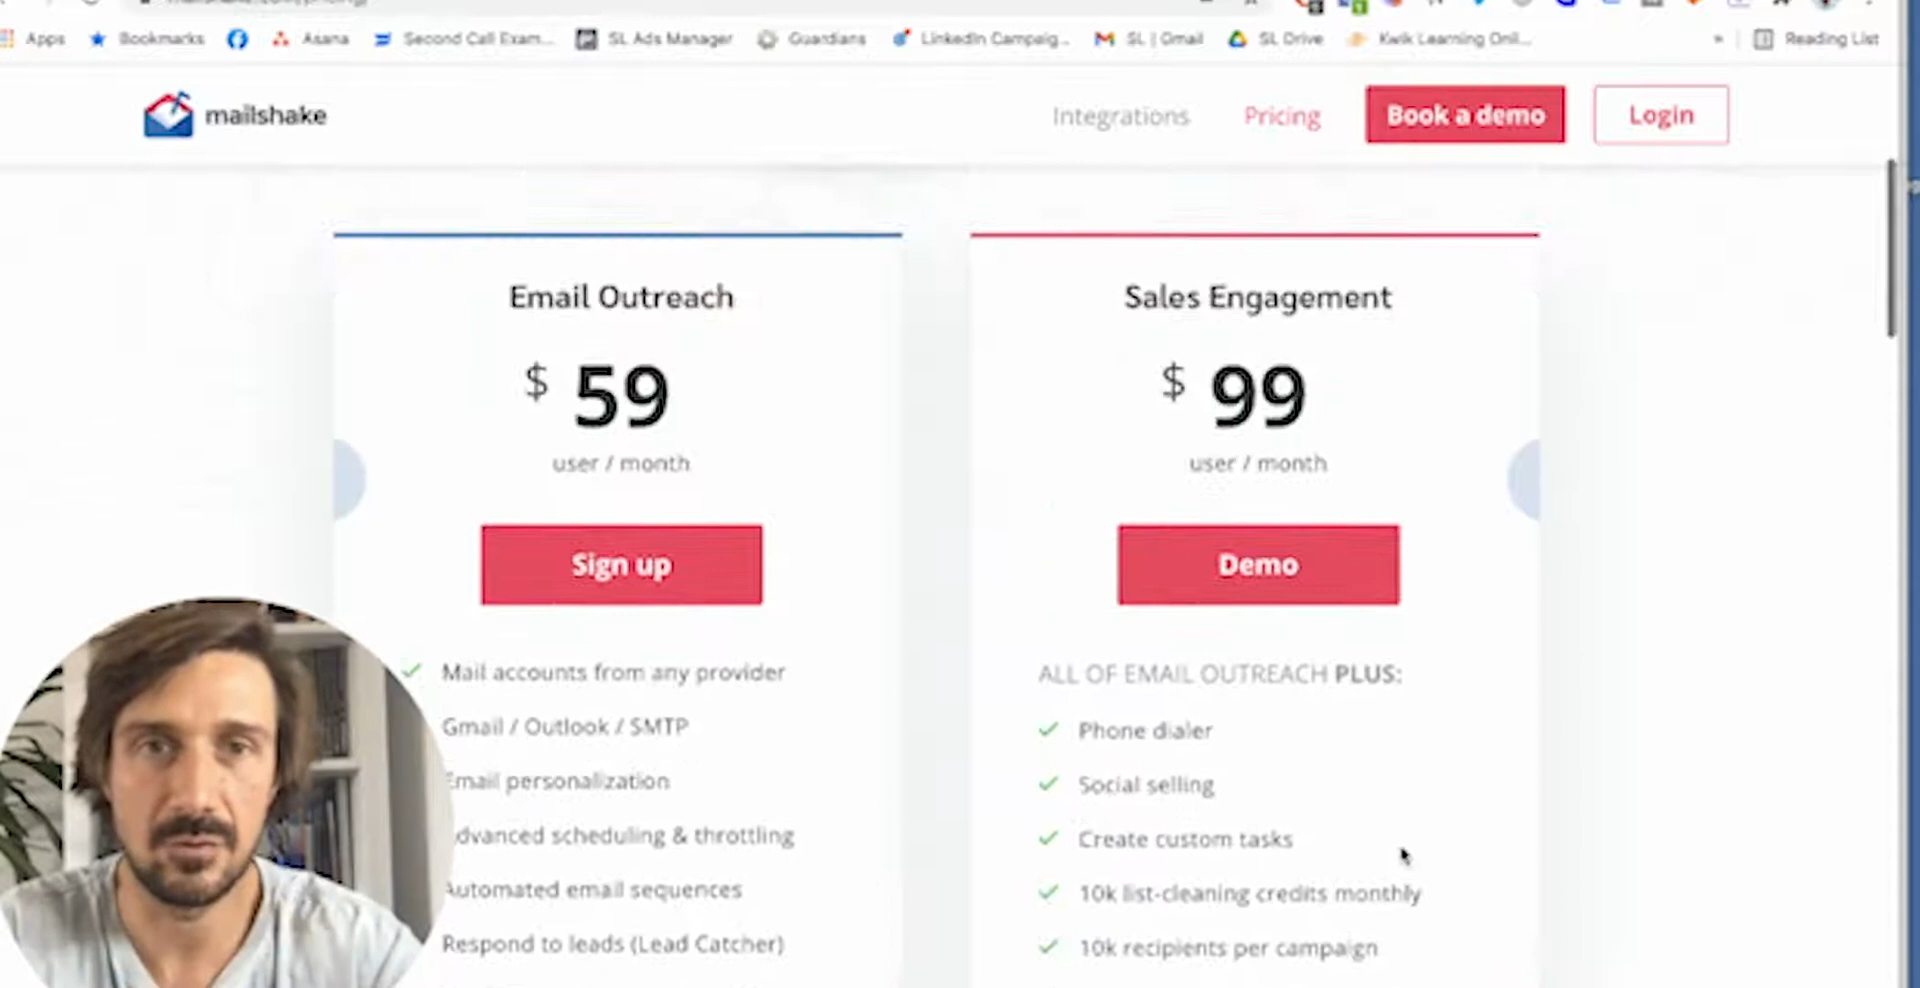 Apps Bookmarks Asana Second Call Exam... SL Ads Manager Guardians LinkedIn Campaig... SL | Gmail SL Drive Kwik Learning Onli... » Reading List
mailshake Integrations Pricing Book a demo Login
Email Outreach
$ 59
user / month
Sign up
Mail accounts from any provider
Gmail / Outlook / SMTP
Email personalization
dvanced scheduling & throttling
Automated email sequences
Respond to leads (Lead Catcher)
Sales Engagement
$ 99
user / month
Demo
ALL OF EMAIL OUTREACH PLUS:
Phone dialer
Social selling
Create custom tasks
10k list-cleaning credits monthly
10k recipients per campaign